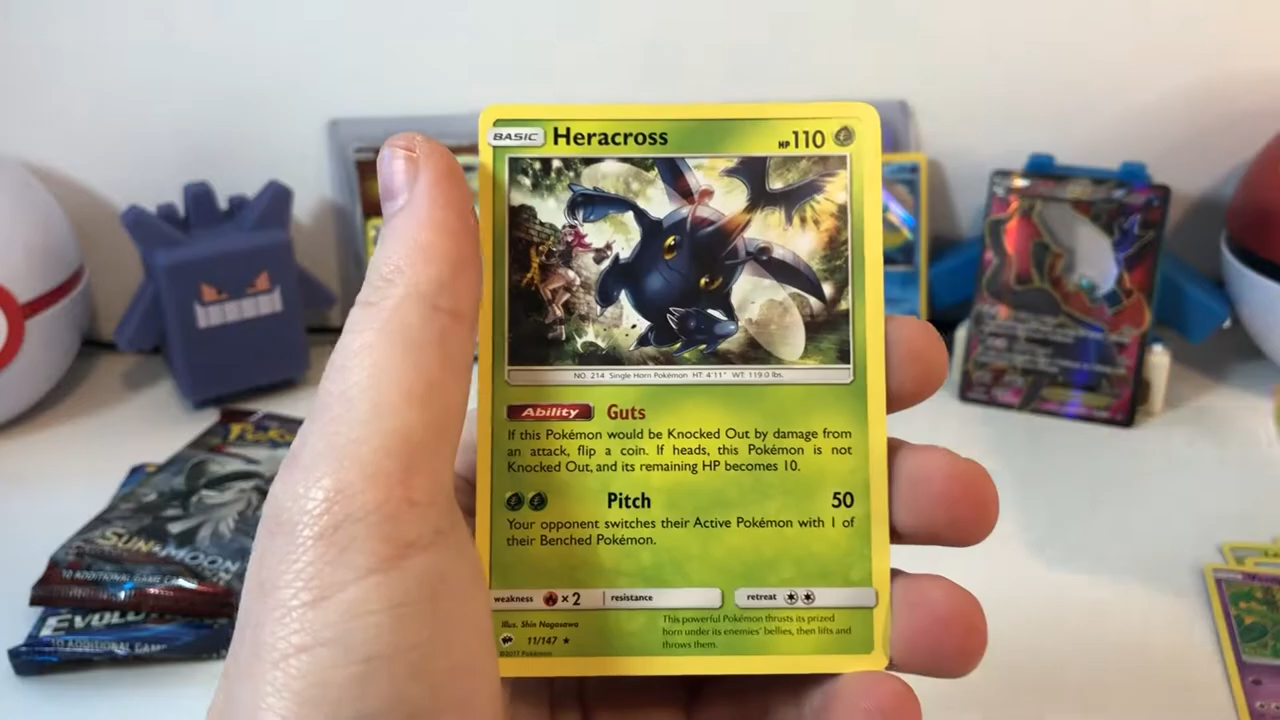 BASIC Heracross HP 110
NO. 214 Single Horn Pokémon HT: 4'11" WT: 119.0 lbs.
Ability Guts
If this Pokémon would be Knocked Out by damage from
an attack, flip a coin. If heads, this Pokémon is not
Knocked Out, and its remaining HP becomes 10.
Pitch 50
Your opponent switches their Active Pokémon with 1 of
their Benched Pokémon.
weakness ×2 resistance retreat
Illus. Shin Nagasawa
11/147
©2017 Pokémon
This powerful Pokémon thrusts its prized
horn under its enemies' bellies, then lifts and
throws them.
SUN & MOON
10 ADDITIONAL GAME CA
EVOLU
10 ADDITIONAL GAM